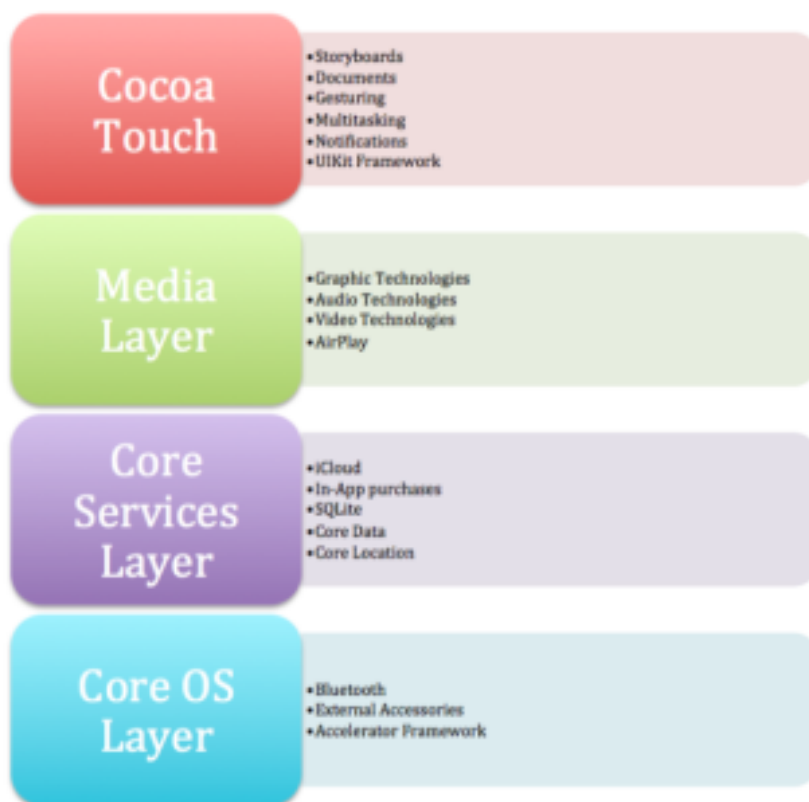 Cocoa
Touch
•Storyboards
•Documents
•Gesturing
•Multitasking
•Notifications
•UIKit Framework
Media
Layer
•Graphic Technologies
•Audio Technologies
•Video Technologies
•AirPlay
Core
Services
Layer
•iCloud
•In-App purchases
•SQLite
•Core Data
•Core Location
Core OS
Layer
•Bluetooth
•External Accessories
•Accelerator Framework